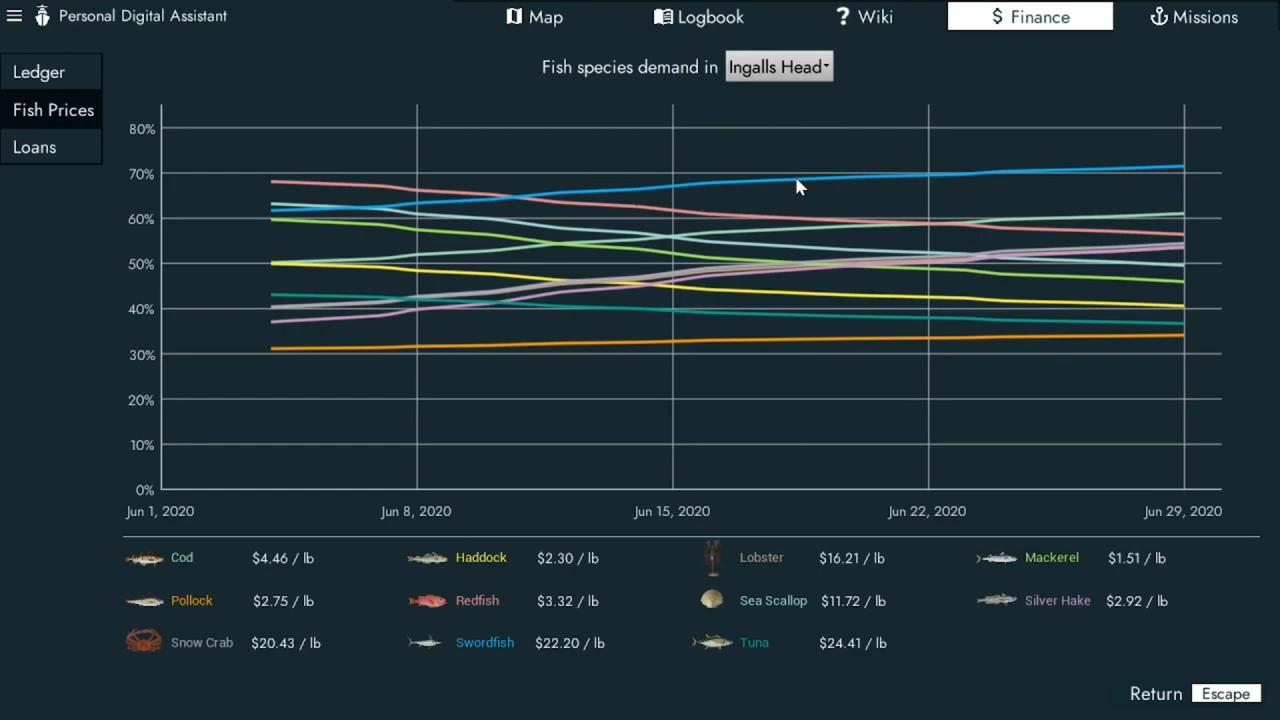 Personal Digital Assistant
Map
Logbook
? Wiki
$ Finance
Missions
Ledger
Fish Prices
Loans
Fish species demand in Ingalls Head
80%
70%
60%
50%
40%
30%
20%
10%
0%
Jun 1, 2020 Jun 8, 2020 Jun 15, 2020 Jun 22, 2020 Jun 29, 2020
Cod $4.46 / lb Haddock $2.30 / lb Lobster $16.21 / lb Mackerel $1.51 / lb
Pollock $2.75 / lb Redfish $3.32 / lb Sea Scallop $11.72 / lb Silver Hake $2.92 / lb
Snow Crab $20.43 / lb Swordfish $22.20 / lb Tuna $24.41 / lb
Return Escape